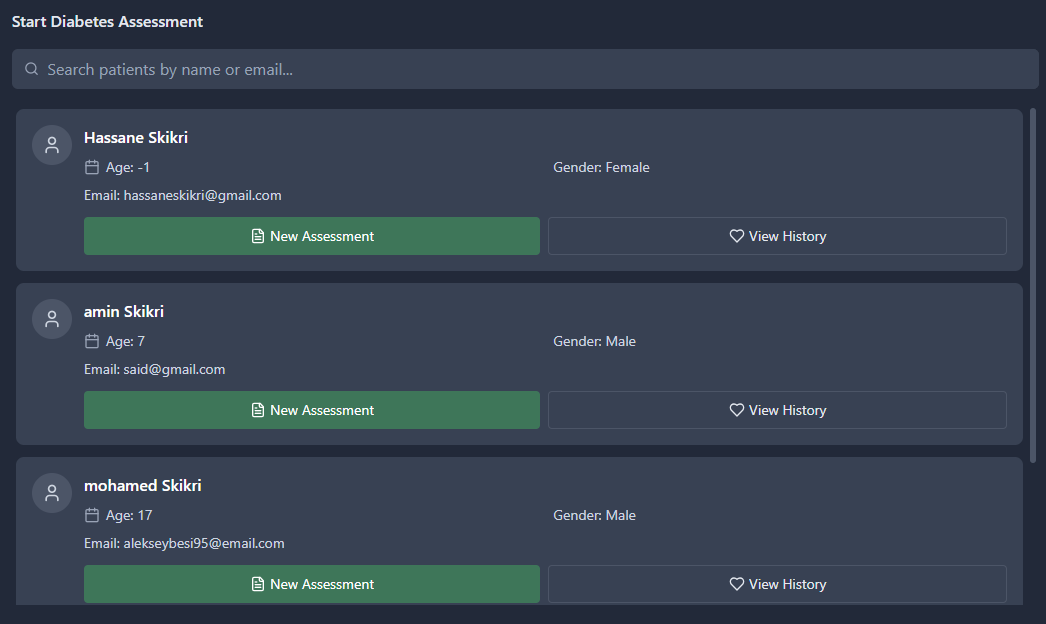 Start Diabetes Assessment
Search patients by name or email...
Hassane Skikri
Age: -1 Gender: Female
Email: hassaneskikri@gmail.com
New Assessment View History
amin Skikri
Age: 7 Gender: Male
Email: said@gmail.com
New Assessment View History
mohamed Skikri
Age: 17 Gender: Male
Email: alekseybesi95@email.com
New Assessment View History